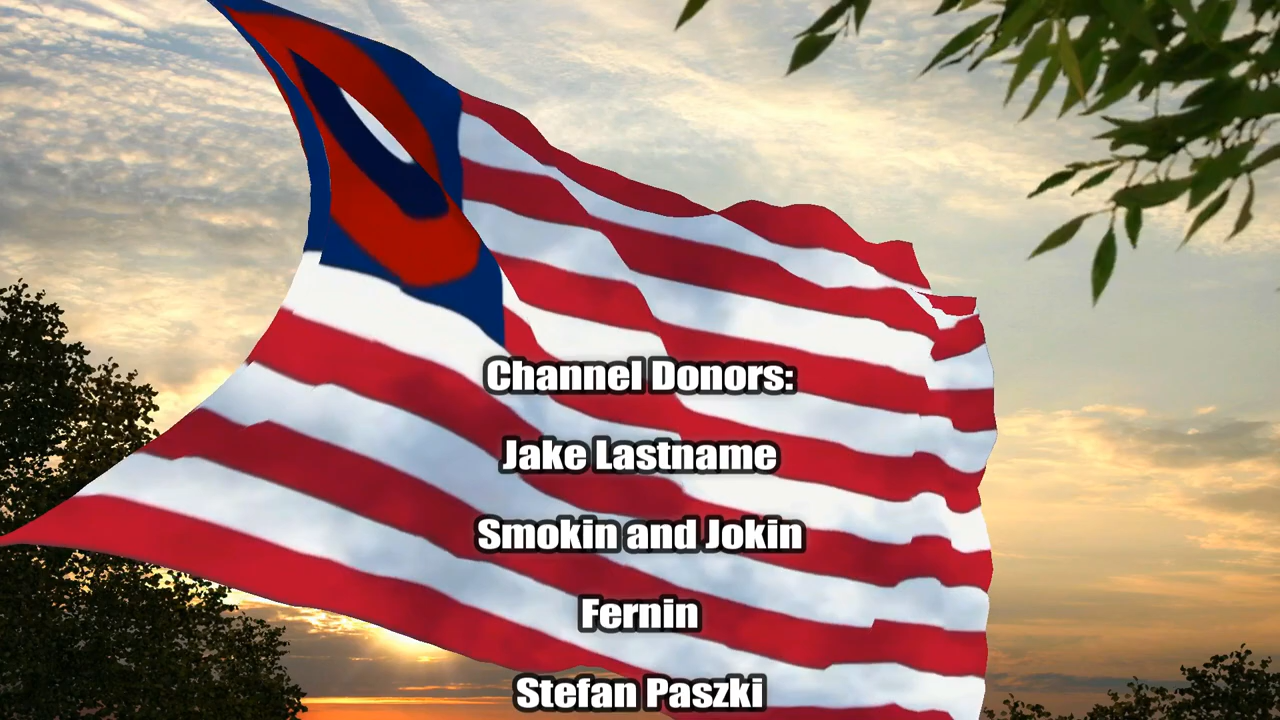 Channel Donors:
Jake Lastname
Smokin and Jokin
Fernin
Stefan Paszki